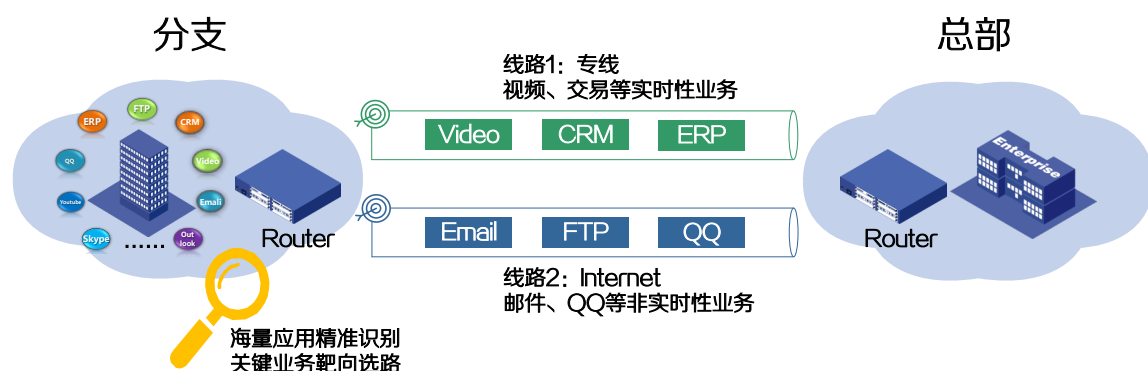 分支
总部
线路1：专线
视频、交易等实时性业务
FTP
ERP
CRM
QQ
Video
Youtube
Emali
Skype
......
Out
look
Router
Video
CRM
ERP
Email
FTP
QQ
Enterprise
Router
线路2：Internet
邮件、QQ等非实时性业务
海量应用精准识别
关键业务靶向选路